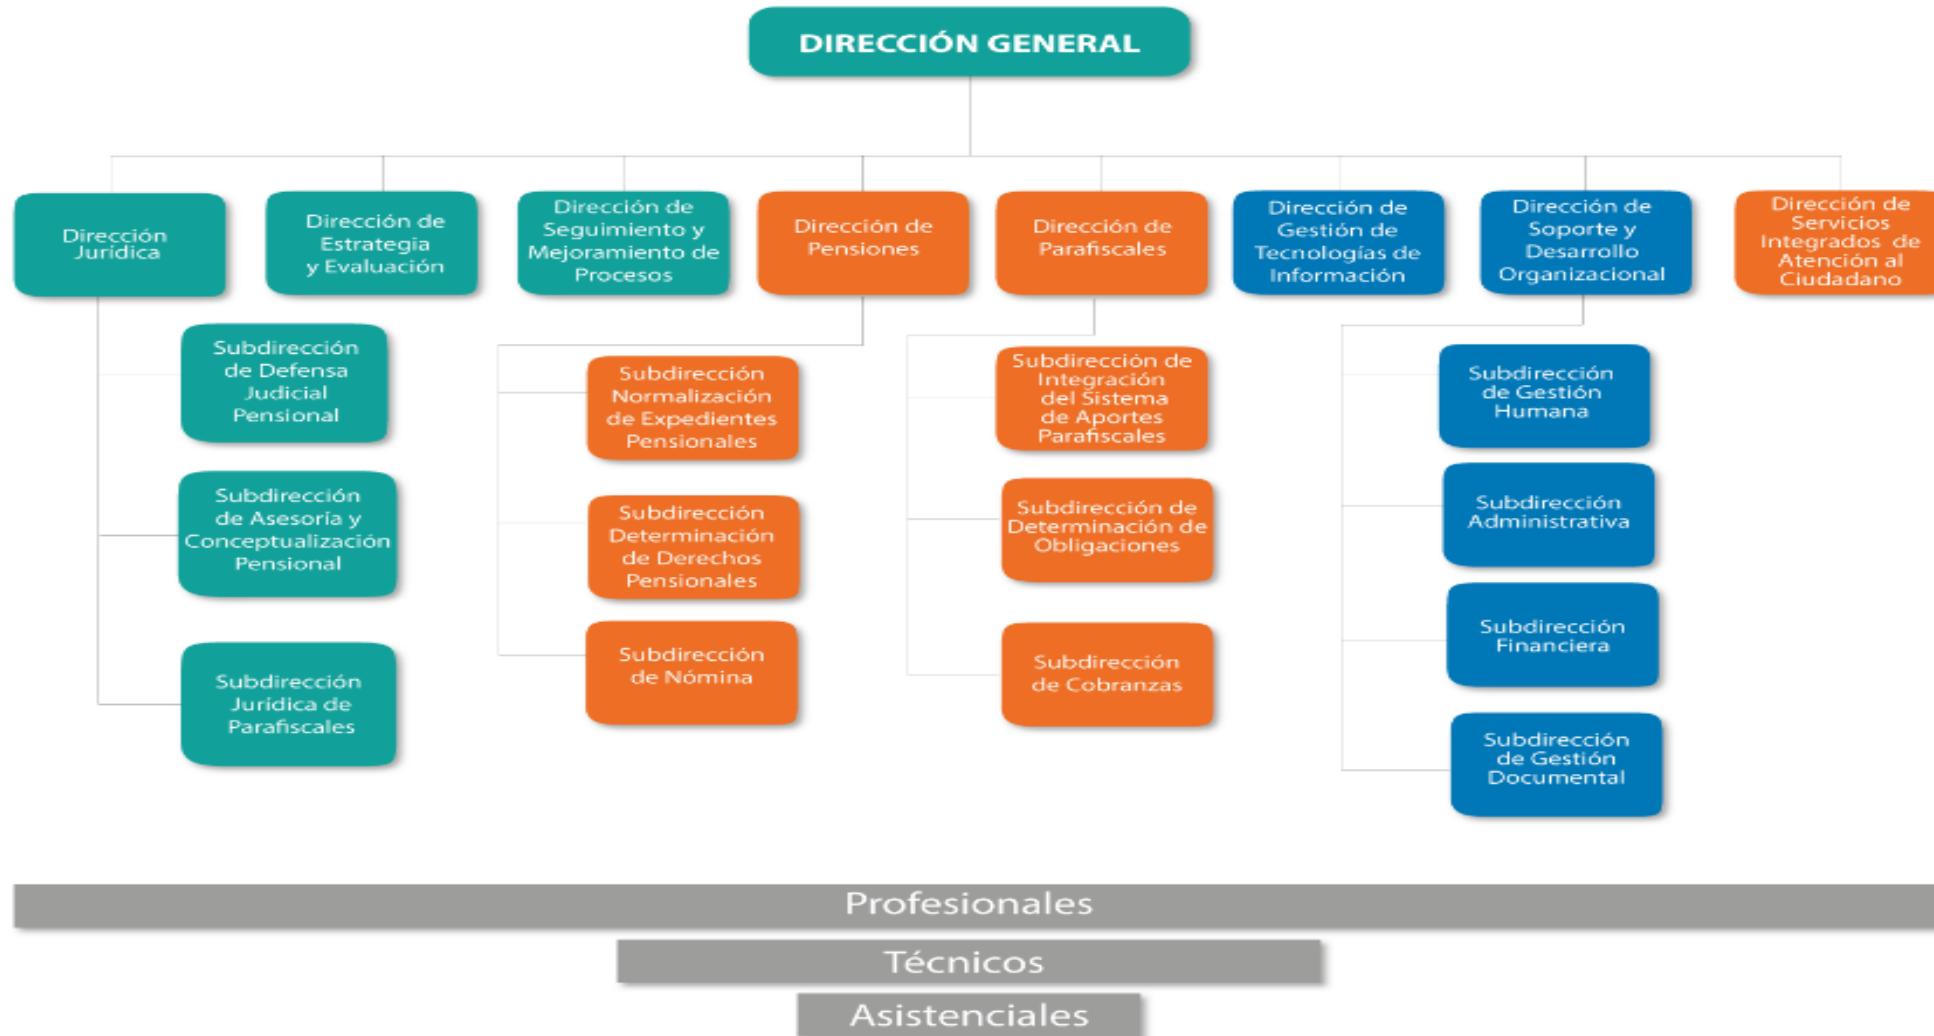 DIRECCIÓN GENERAL
Dirección
Jurídica
Dirección de
Estrategia
y Evaluación
Dirección de
Seguimiento y
Mejoramiento de
Procesos
Dirección de
Pensiones
Dirección de
Parafiscales
Dirección de
Gestión de
Tecnologías de
Información
Dirección de
Soporte y
Desarrollo
Organizacional
Dirección de
Servicios
Integrados de
Atención al
Ciudadano
Subdirección
de Defensa
Judicial
Pensional
Subdirección
de Asesoría y
Conceptualización
Pensional
Subdirección
Jurídica de
Parafiscales
Subdirección
Normalización
de Expedientes
Pensionales
Subdirección
Determinación
de Derechos
Pensionales
Subdirección
de Nómina
Subdirección de
Integración
del Sistema
de Aportes
Parafiscales
Subdirección de
Determinación de
Obligaciones
Subdirección
de Cobranzas
Subdirección
de Gestión
Humana
Subdirección
Administrativa
Subdirección
Financiera
Subdirección
de Gestión
Documental
Profesionales
Técnicos
Asistenciales